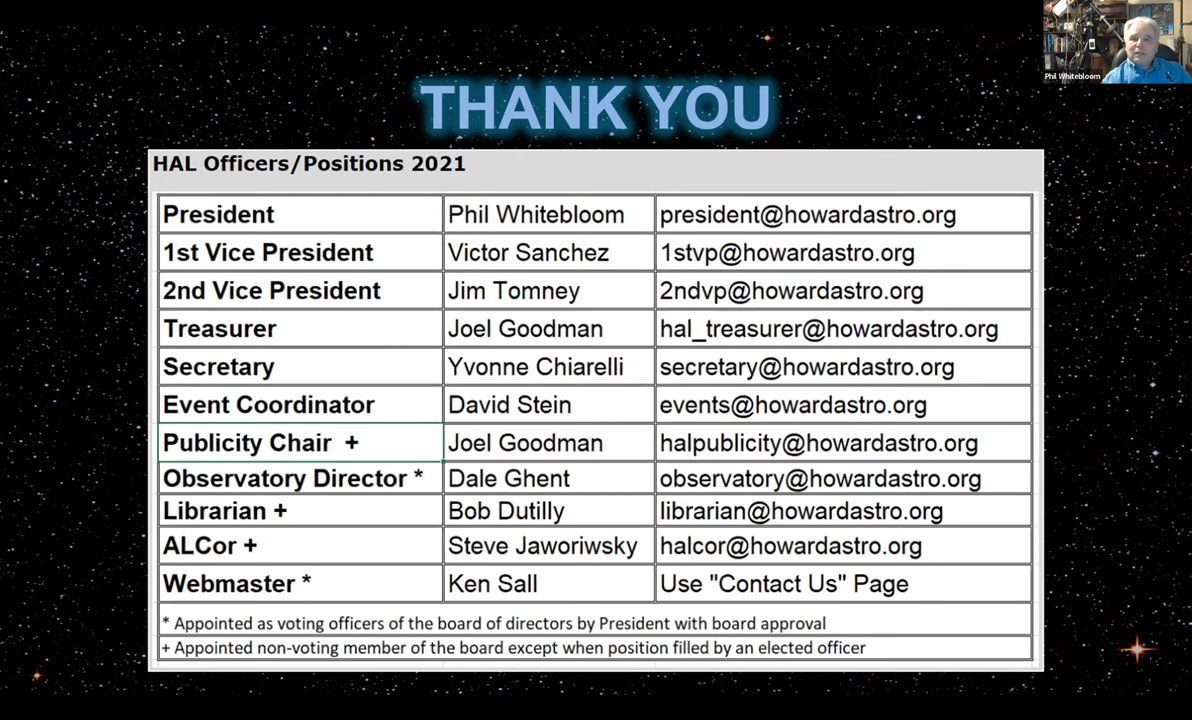 Phil Whitebloom
THANK YOU
HAL Officers/Positions 2021
President Phil Whitebloom president@howardastro.org
1st Vice President Victor Sanchez 1stvp@howardastro.org
2nd Vice President Jim Tomney 2ndvp@howardastro.org
Treasurer Joel Goodman hal_treasurer@howardastro.org
Secretary Yvonne Chiarelli secretary@howardastro.org
Event Coordinator David Stein events@howardastro.org
Publicity Chair + Joel Goodman halpublicity@howardastro.org
Observatory Director * Dale Ghent observatory@howardastro.org
Librarian + Bob Dutilly librarian@howardastro.org
ALCor + Steve Jaworiwsky halcor@howardastro.org
Webmaster * Ken Sall Use "Contact Us" Page
* Appointed as voting officers of the board of directors by President with board approval
+ Appointed non-voting member of the board except when position filled by an elected officer